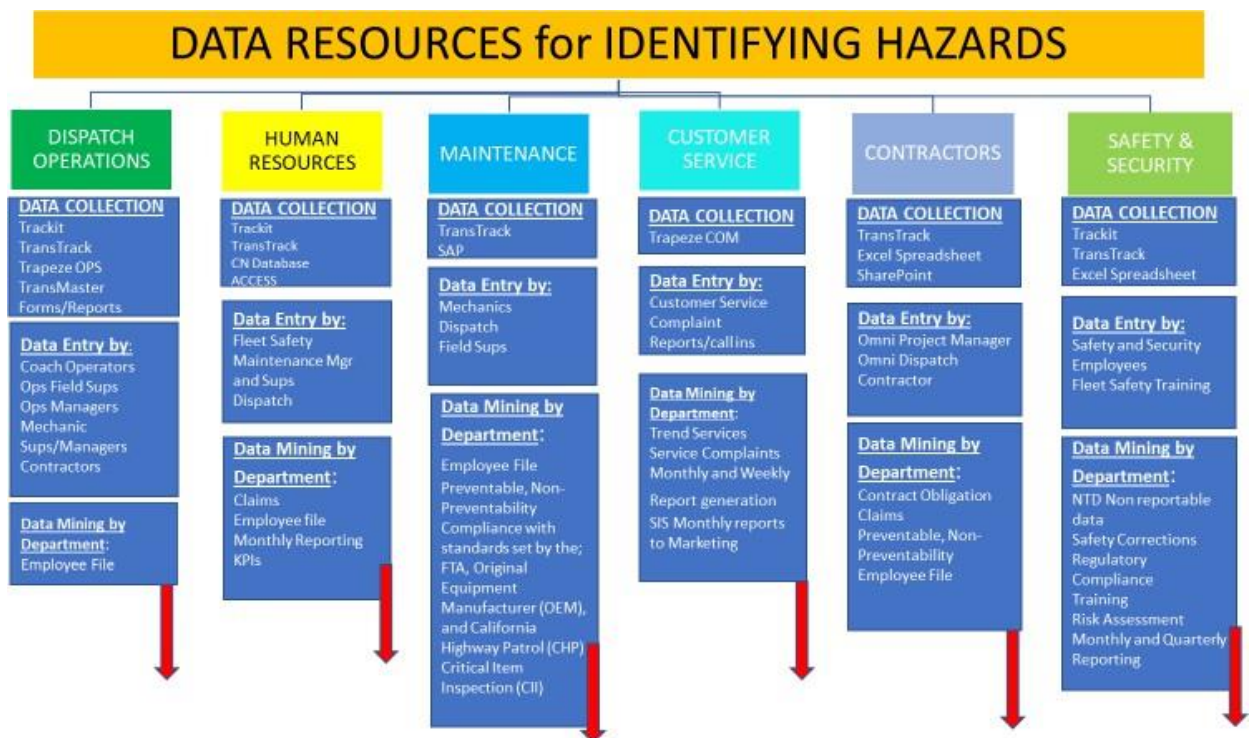 DATA RESOURCES for IDENTIFYING HAZARDS
DISPATCH
OPERATIONS
DATA COLLECTION
Trackit
TransTrack
Trapeze OPS
TransMaster
Forms/Reports
Data Entry by:
Coach Operators
Ops Field Sups
Ops Managers
Mechanic
Sups/Managers
Contractors
Data Mining by
Department:
Employee File
HUMAN
RESOURCES
DATA COLLECTION
Trackit
TransTrack
CN Database
ACCESS
Data Entry by:
Fleet Safety
Maintenance Mgr
and Sups
Dispatch
Data Mining by
Department:
Claims
Employee file
Monthly Reporting
KPIs
MAINTENANCE
DATA COLLECTION
TransTrack
SAP
Data Entry by:
Mechanics
Dispatch
Field Sups
Data Mining by
Department:
Employee File
Preventable, Non-
Preventability
Compliance with
standards set by the;
FTA, Original
Equipment
Manufacturer (OEM),
and California
Highway Patrol (CHP)
Critical Item
Inspection (CII)
CUSTOMER
SERVICE
DATA COLLECTION
Trapeze COM
Data Entry by:
Customer Service
Complaint
Reports/call ins
Data Mining by
Department:
Trend Services
Service Complaints
Monthly and Weekly
Report generation
SIS Monthly reports
to Marketing
CONTRACTORS
DATA COLLECTION
TransTrack
Excel Spreadsheet
SharePoint
Data Entry by:
Omni Project Manager
Omni Dispatch
Contractor
Data Mining by
Department:
Contract Obligation
Claims
Preventable, Non-
Preventability
Employee File
SAFETY &
SECURITY
DATA COLLECTION
Trackit
TransTrack
Excel Spreadsheet
Data Entry by:
Safety and Security
Employees
Fleet Safety Training
Data Mining by
Department:
NTD Non reportable
data
Safety Corrections
Regulatory
Compliance
Training
Risk Assessment
Monthly and Quarterly
Reporting